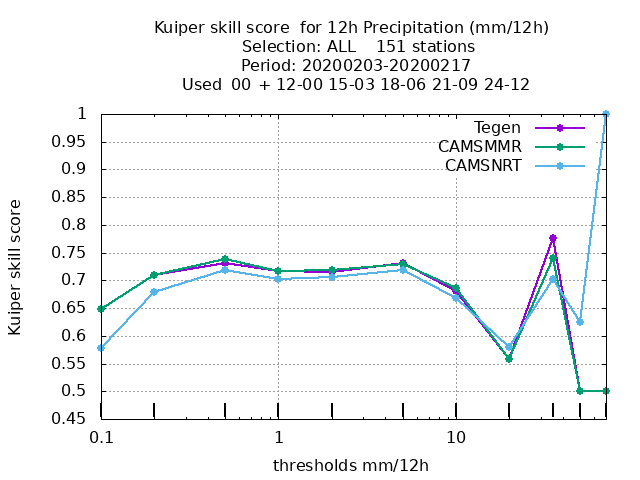 Kuiper skill score  for 12h Precipitation (mm/12h)
Selection: ALL    151 stations
Period: 20200203-20200217
Used  00 + 12-00 15-03 18-06 21-09 24-12
Tegen
CAMSMMR
CAMSNRT
Kuiper skill score
1
0.95
0.9
0.85
0.8
0.75
0.7
0.65
0.6
0.55
0.5
0.45
0.1 1 10
thresholds mm/12h